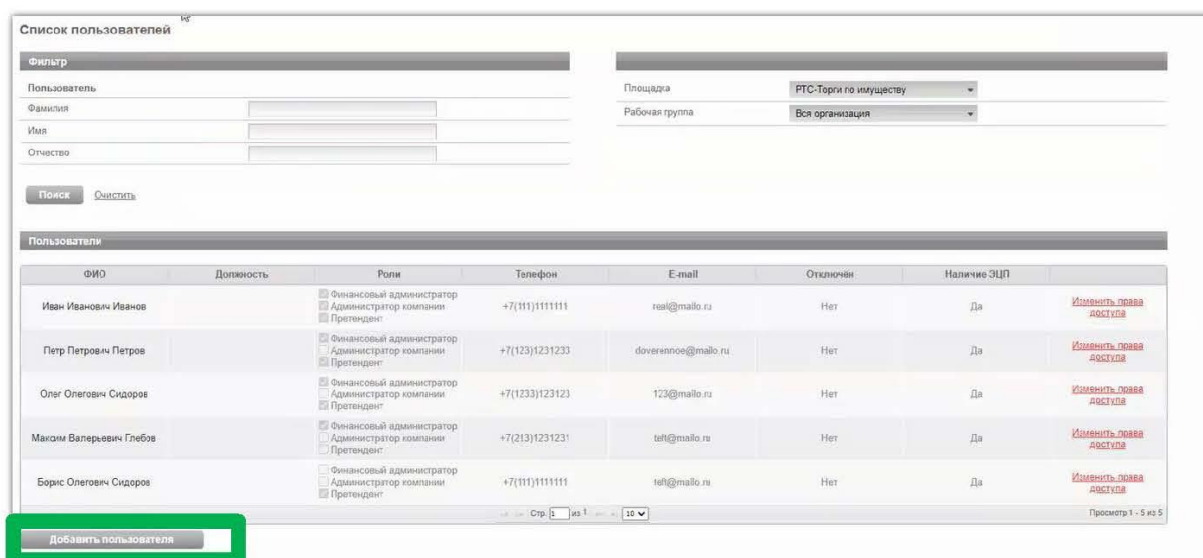 Список пользователей
Фильтр
Пользователь
Фамилия
Имя
Отчество
Площадка РТС-Торги по имуществу
Рабочая группа Вся организация
Поиск Очистить
Пользователи
ФИО Должность Роли Телефон E-mail Отключён Наличие ЭЦП
Иван Иванович Иванов Финансовый администратор +7(111)1111111 real@mailo.ru Нет Да Изменить права
Администратор компании доступа
Претендент
Петр Петрович Петров Финансовый администратор +7(123)1231233 doverennoe@mailo.ru Нет Да Изменить права
Администратор компании доступа
Претендент
Олег Олегович Сидоров Финансовый администратор +7(1233)123123 123@mailo.ru Нет Да Изменить права
Администратор компании доступа
Претендент
Максим Валерьевич Глебов Финансовый администратор +7(213)1231231 Нет Да Изменить права
Администратор компании доступа
Претендент
Борис Олегович Сидоров Финансовый администратор +7(111)1111111 Нет Да Изменить права
Администратор компании доступа
Претендент
Стр. 1 из 1 10 Просмотр 1 - 5 из 5
Добавить пользователя